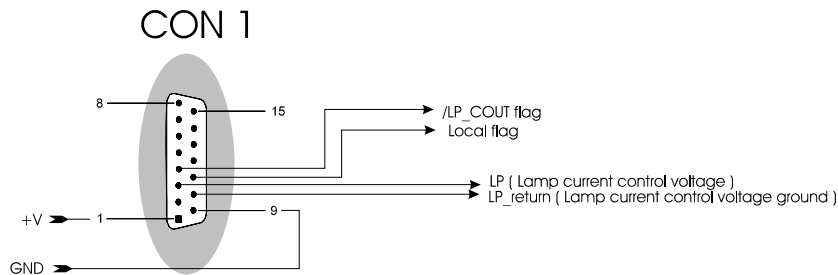 CON 1
8
15
/LP_COUT flag
Local flag
LP ( Lamp current control voltage )
LP_return ( Lamp current control voltage ground )
+V
1
9
GND